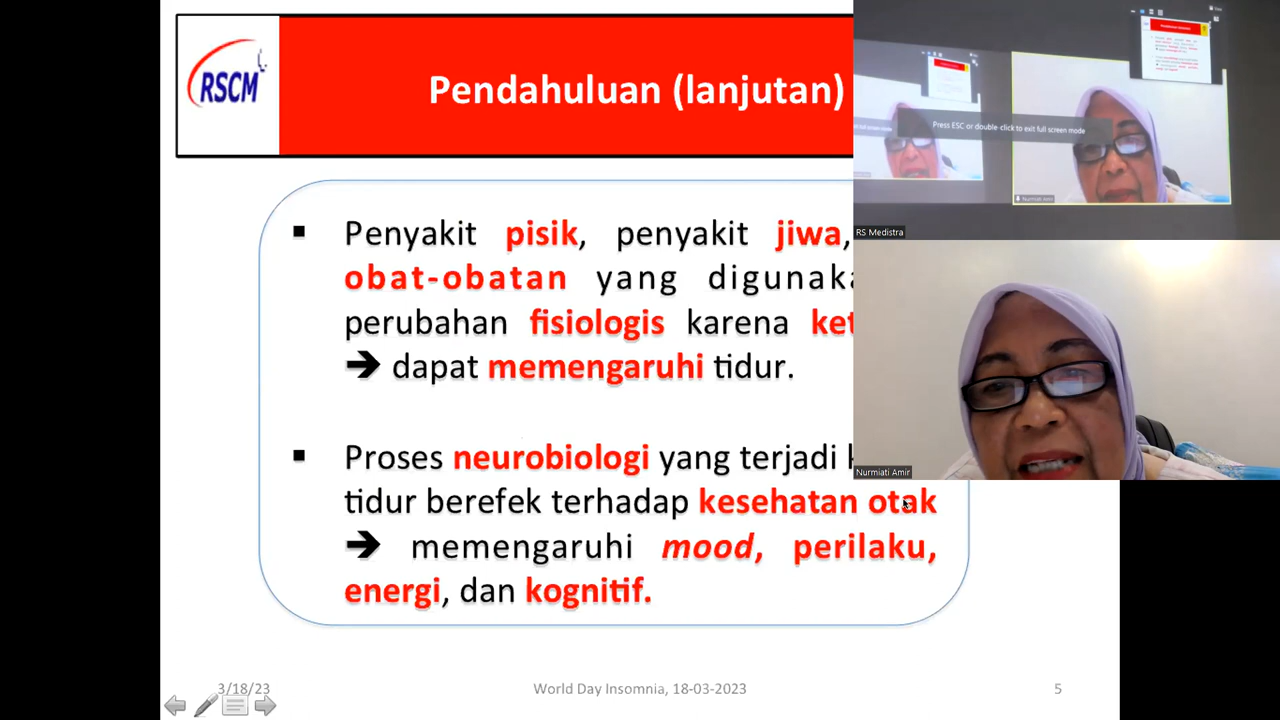 RSCM
Pendahuluan (lanjutan)
Penyakit pisik, penyakit jiwa,
obat-obatan yang
perubahan fisiologis karena
➔ dapat memengaruhi tidur.
Proses neurobiologi yang terjadi
tidur berefek terhadap kesehatan otak
➔ memengaruhi mood, perilaku,
energi, dan kognitif.
3/18/23
World Day Insomnia, 18-03-2023
5
Press ESC or double-click to exit full screen mode
Nurmiati Amir
RS Medistra
Nurmiati Amir